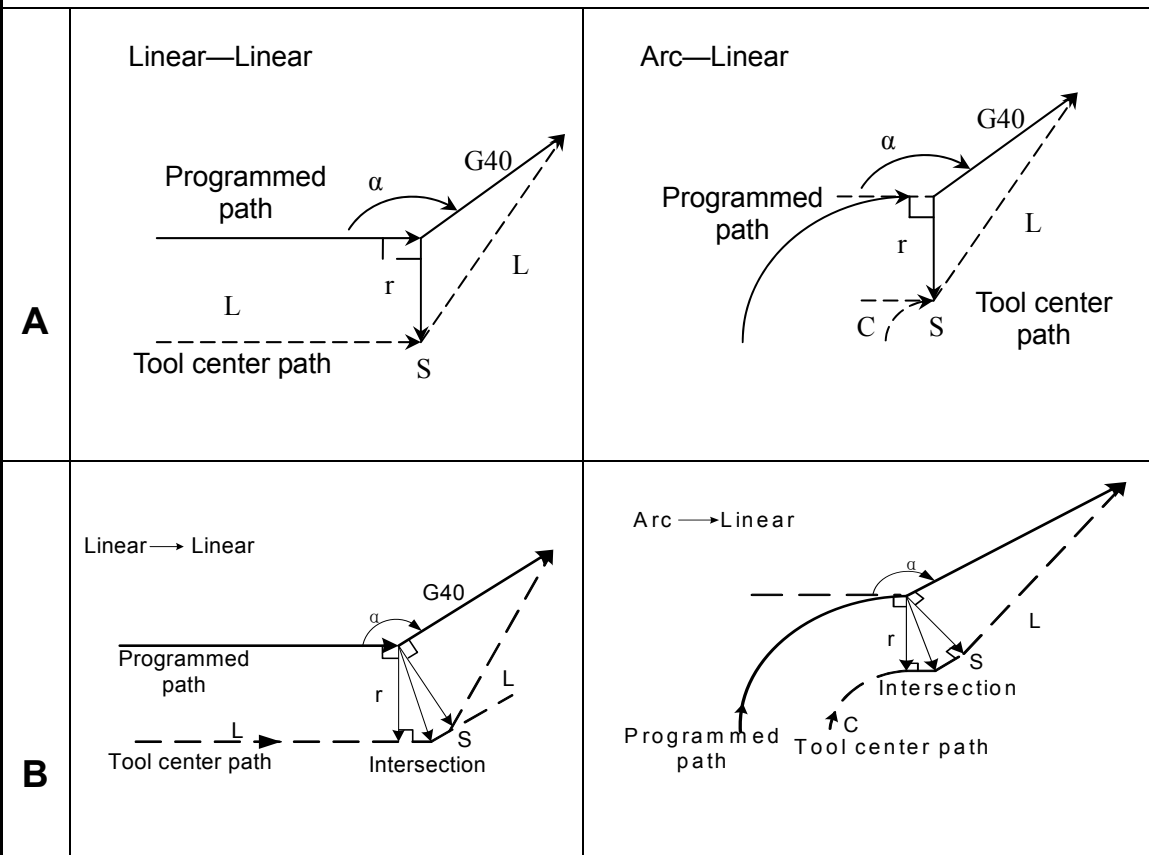 A
Linear—Linear
G40
α
Programmed
path
r
L
L
Tool center path
S
Arc—Linear
G40
α
Programmed
path
r
L
C
S
Tool center
path
B
Linear → Linear
G40
α
Programmed
path
r
L
L
S
Tool center path
Intersection
Arc → Linear
α
r
L
S
Intersection
C
Programmed
path
Tool center path